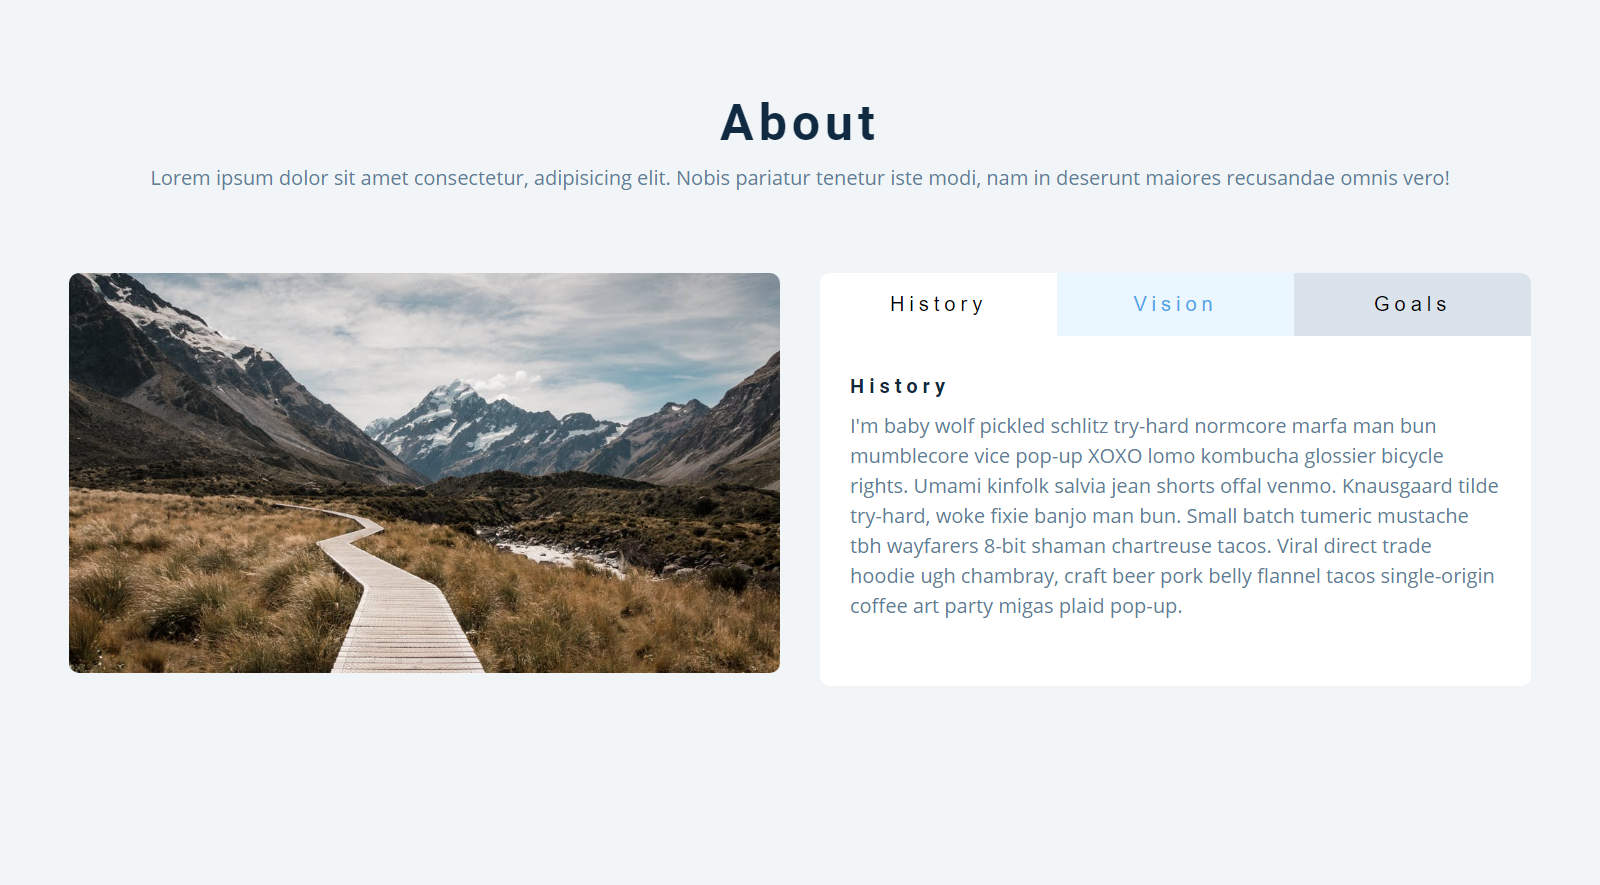 About
Lorem ipsum dolor sit amet consectetur, adipisicing elit. Nobis pariatur tenetur iste modi, nam in deserunt maiores recusandae omnis vero!
History
Vision
Goals
History
I'm baby wolf pickled schlitz try-hard normcore marfa man bun
mumblecore vice pop-up XOXO lomo kombucha glossier bicycle
rights. Umami kinfolk salvia jean shorts offal venmo. Knausgaard tilde
try-hard, woke fixie banjo man bun. Small batch tumeric mustache
tbh wayfarers 8-bit shaman chartreuse tacos. Viral direct trade
hoodie ugh chambray, craft beer pork belly flannel tacos single-origin
coffee art party migas plaid pop-up.